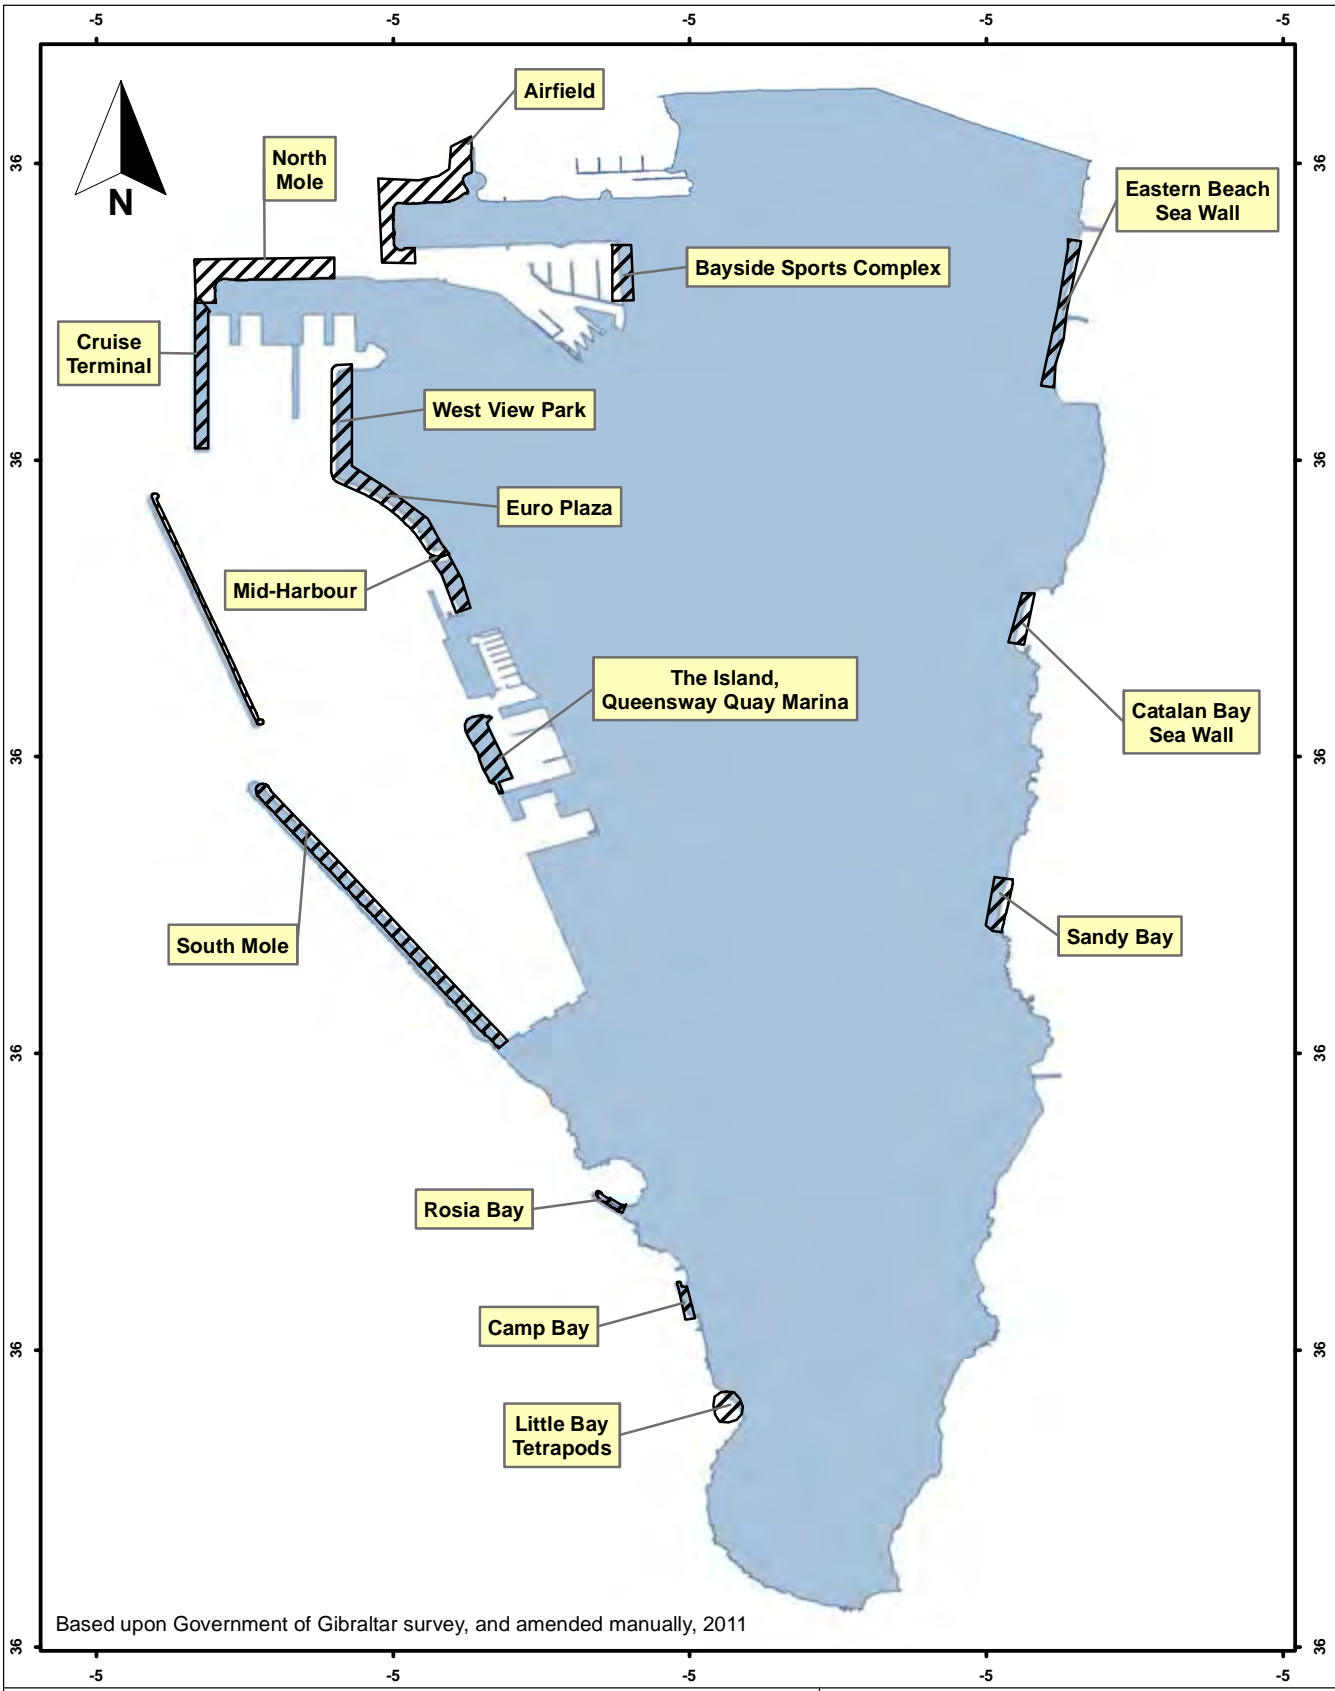 -5
-5
-5
-5
-5
Airfield
North
Mole
N
36
36
Eastern Beach
Sea Wall
Bayside Sports Complex
Cruise
Terminal
West View Park
36
36
Euro Plaza
Mid-Harbour
The Island,
Queensway Quay Marina
Catalan Bay
Sea Wall
36
36
South Mole
Sandy Bay
36
36
Rosia Bay
Camp Bay
36
36
Little Bay
Tetrapods
Based upon Government of Gibraltar survey, and amended manually, 2011
36
36
-5
-5
-5
-5
-5